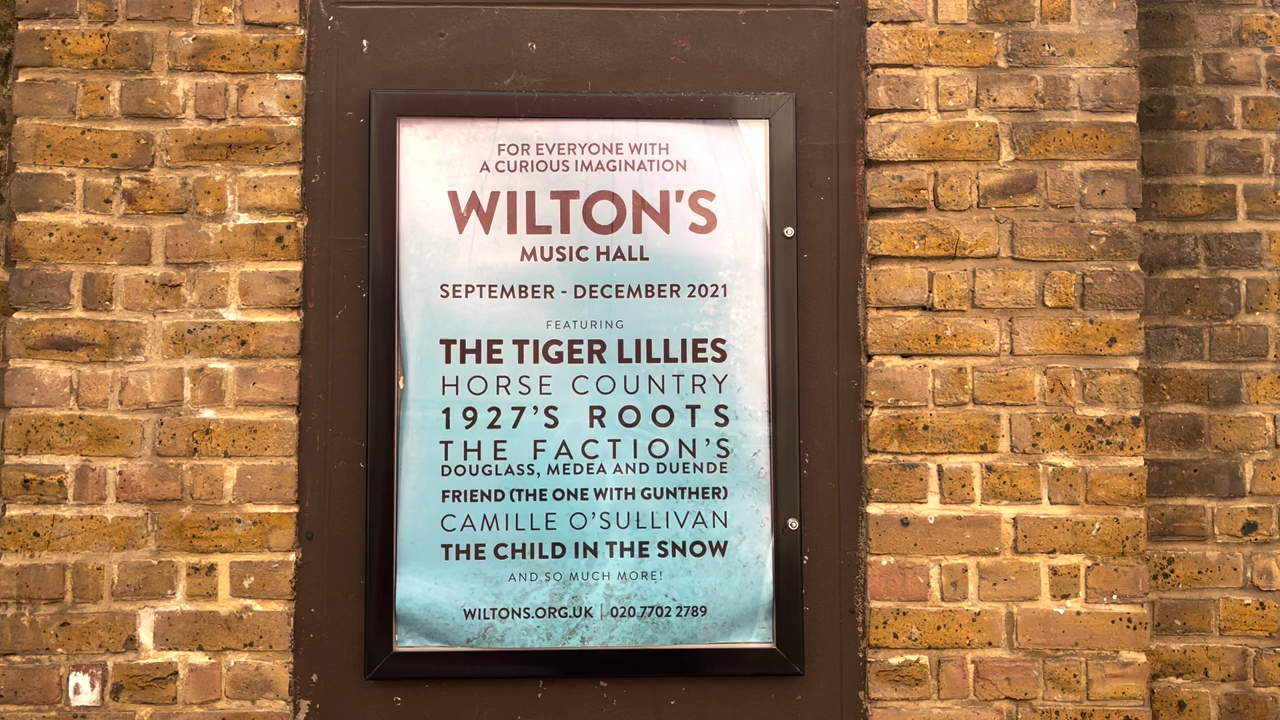 FOR EVERYONE WITH
A CURIOUS IMAGINATION
WILTON'S
MUSIC HALL
SEPTEMBER - DECEMBER 2021
FEATURING
THE TIGER LILLIES
HORSE COUNTRY
1927'S ROOTS
THE FACTION'S
DOUGLASS, MEDEA AND DUENDE
FRIEND (THE ONE WITH GUNTHER)
CAMILLE O'SULLIVAN
THE CHILD IN THE SNOW
AND SO MUCH MORE!
WILTONS.ORG.UK | 020 7702 2789